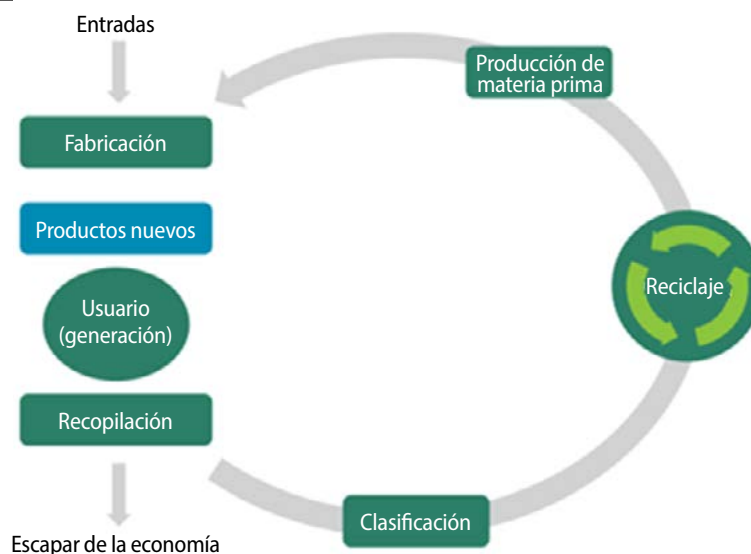 Entradas
Fabricación
Productos nuevos
Usuario
(generación)
Recopilación
Escapar de la economía
Clasificación
Reciclaje
Producción de
materia prima